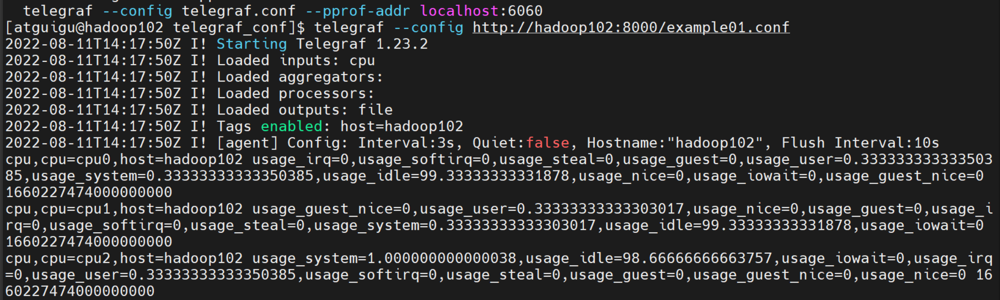 telegraf --config telegraf.conf --pprof-addr localhost:6060
[atguigu@hadoop102 telegraf_conf]$ telegraf --config http://hadoop102:8000/example01.conf
2022-08-11T14:17:50Z I! Starting Telegraf 1.23.2
2022-08-11T14:17:50Z I! Loaded inputs: cpu
2022-08-11T14:17:50Z I! Loaded aggregators:
2022-08-11T14:17:50Z I! Loaded processors:
2022-08-11T14:17:50Z I! Loaded outputs: file
2022-08-11T14:17:50Z I! Tags enabled: host=hadoop102
2022-08-11T14:17:50Z I! [agent] Config: Interval:3s, Quiet:false, Hostname:"hadoop102", Flush Interval:10s
cpu,cpu=cpu0,host=hadoop102 usage_irq=0,usage_softirq=0,usage_steal=0,usage_guest=0,usage_user=0.333333333333503
85,usage_system=0.33333333333350385,usage_idle=99.33333333331878,usage_nice=0,usage_iowait=0,usage_guest_nice=0
1660227474000000000
cpu,cpu=cpu1,host=hadoop102 usage_guest_nice=0,usage_user=0.33333333333303017,usage_nice=0,usage_guest=0,usage_i
rq=0,usage_softirq=0,usage_steal=0,usage_system=0.33333333333303017,usage_idle=99.33333333331878,usage_iowait=0
1660227474000000000
cpu,cpu=cpu2,host=hadoop102 usage_system=1.000000000000038,usage_idle=98.66666666663757,usage_iowait=0,usage_irq
=0,usage_user=0.33333333333350385,usage_softirq=0,usage_steal=0,usage_guest=0,usage_guest_nice=0,usage_nice=0 16
60227474000000000